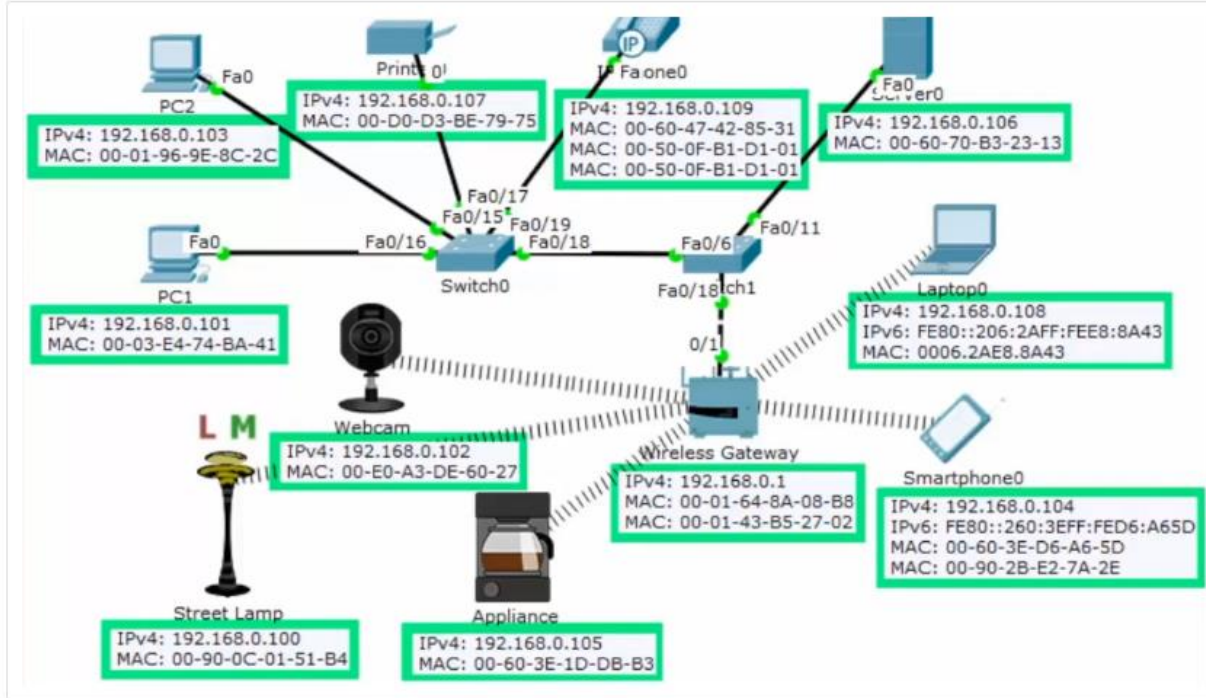 Fa0
PC2
IPv4: 192.168.0.103
MAC: 00-01-96-9E-8C-2C
0
IPv4: 192.168.0.107
MAC: 00-D0-D3-BE-79-75
IP
Fa
one0
IPv4: 192.168.0.109
MAC: 00-60-47-42-85-31
MAC: 00-50-0F-B1-D1-01
MAC: 00-50-0F-B1-D1-01
Fa0
Server0
IPv4: 192.168.0.106
MAC: 00-60-70-B3-23-13
Fa0
PC1
IPv4: 192.168.0.101
MAC: 00-03-E4-74-BA-41
Fa0/17
Fa0/15
Fa0/19
Fa0/16
Fa0/18
Switch0
Fa0/6
Fa0/11
Fa0/18
tch1
0/1
Laptop0
IPv4: 192.168.0.108
IPv6: FE80::206:2AFF:FEE8:8A43
MAC: 0006.2AE8.8A43
Webcam
IPv4: 192.168.0.102
MAC: 00-E0-A3-DE-60-27
L M
Wireless Gateway
IPv4: 192.168.0.1
MAC: 00-01-64-8A-08-B8
MAC: 00-01-43-B5-27-02
Smartphone0
IPv4: 192.168.0.104
IPv6: FE80::260:3EFF:FED6:A65D
MAC: 00-60-3E-D6-A6-5D
MAC: 00-90-2B-E2-7A-2E
Street Lamp
IPv4: 192.168.0.100
MAC: 00-90-0C-01-51-B4
Appliance
IPv4: 192.168.0.105
MAC: 00-60-3E-1D-DB-B3